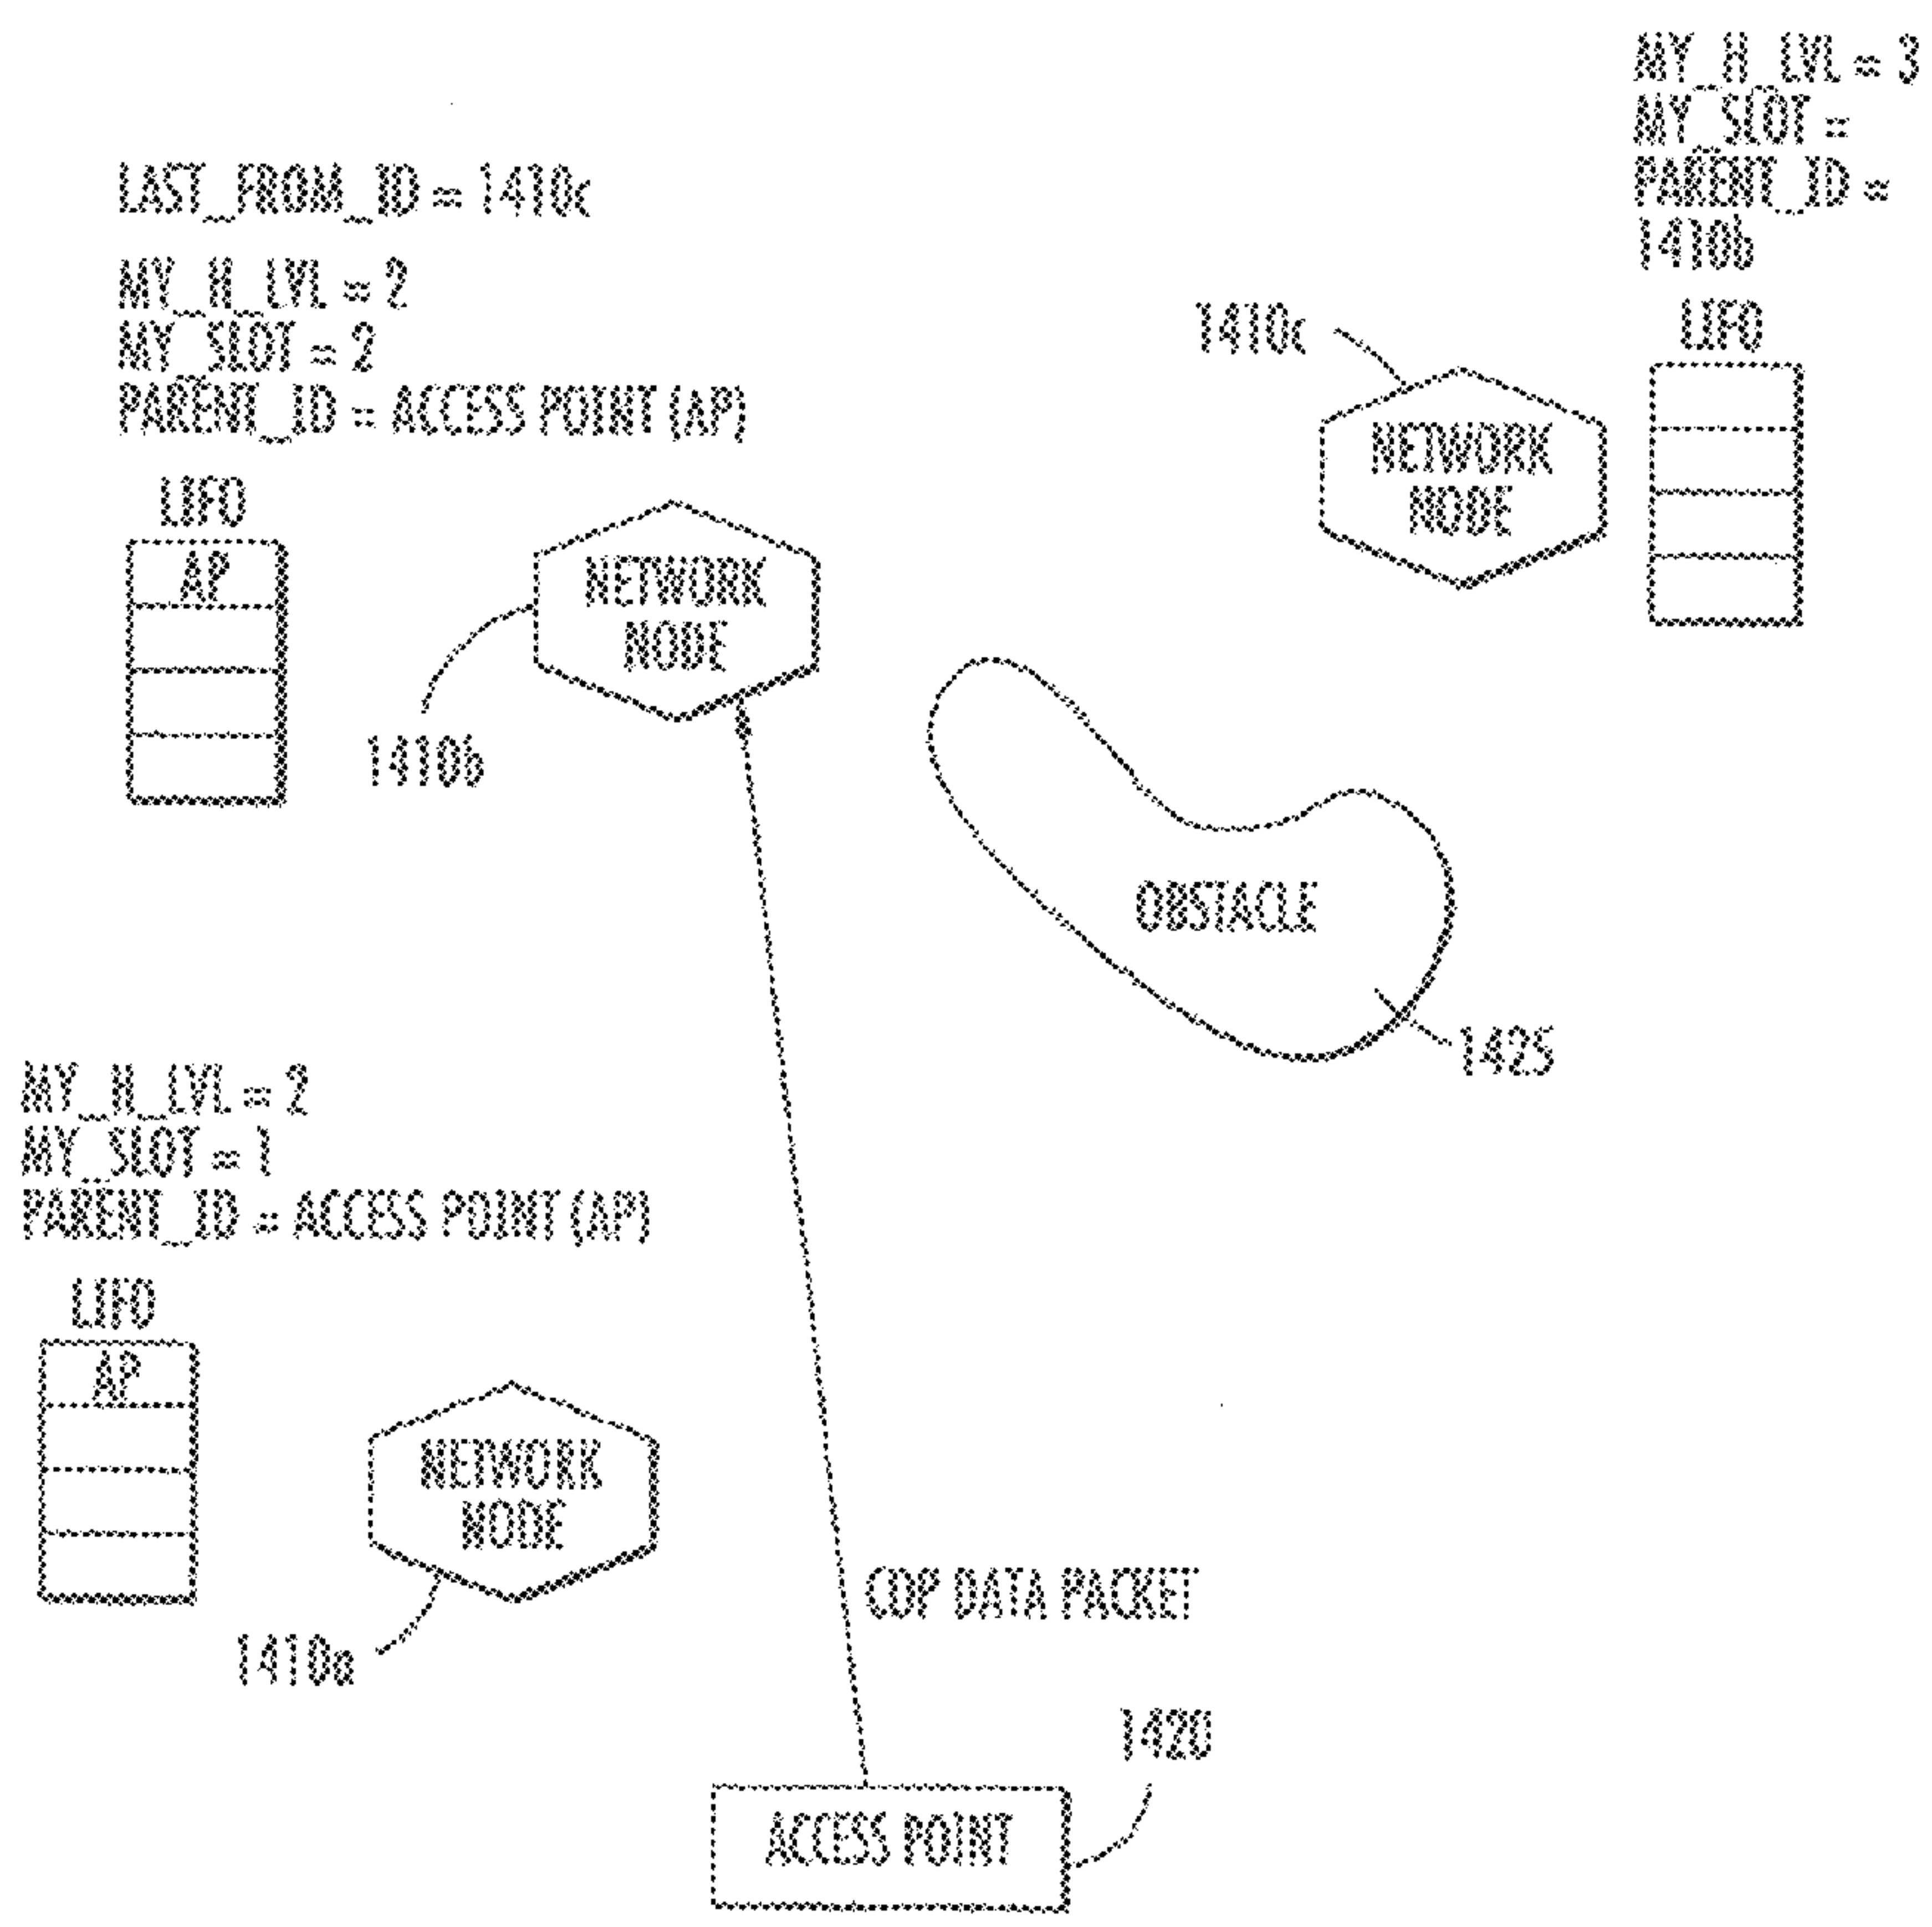 MY_H_LVL = 3
MY_SLOT =
PARENT_ID =
1410b
LIFO
1410c
NETWORK
NODE
LAST_FROM_ID = 1410c
MY_H_LVL = 2
MY_SLOT = 2
PARENT_ID = ACCESS POINT (AP)
LIFO
AP
NETWORK
NODE
1410b
OBSTACLE
1425
MY_H_LVL = 2
MY_SLOT = 1
PARENT_ID = ACCESS POINT (AP)
LIFO
AP
NETWORK
NODE
1410a
CDP DATA PACKET
1420
ACCESS POINT